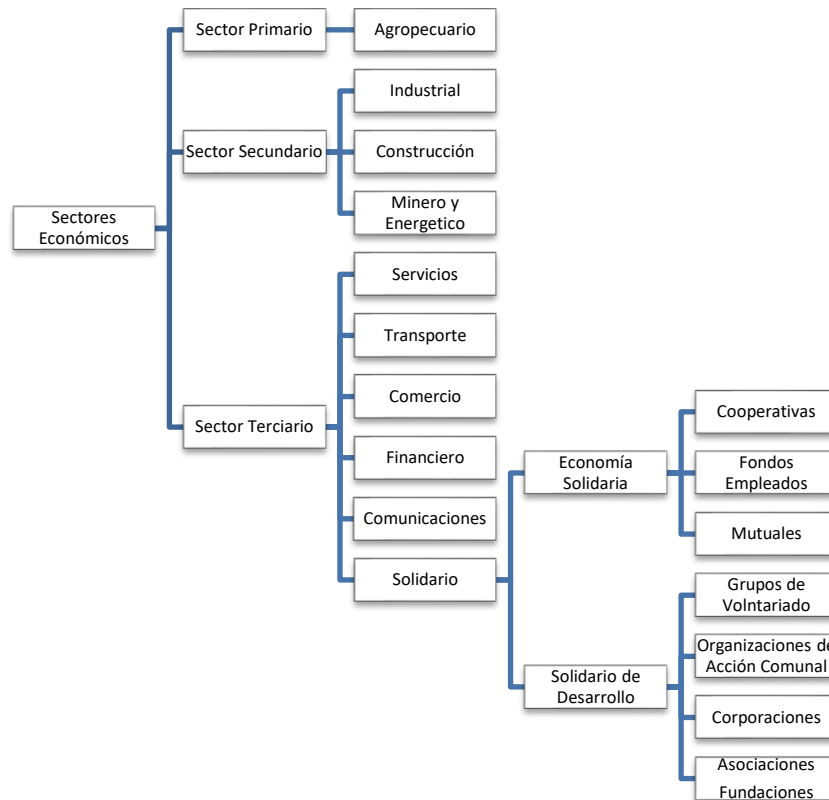 Sector Primario
Agropecuario
Industrial
Sector Secundario
Construcción
Minero y
Energetico
Sectores
Económicos
Servicios
Transporte
Comercio
Sector Terciario
Financiero
Comunicaciones
Solidario
Economía
Solidaria
Cooperativas
Fondos
Empleados
Mutuales
Solidario de
Desarrollo
Grupos de
Volntariado
Organizaciones de
Acción Comunal
Corporaciones
Asociaciones
Fundaciones